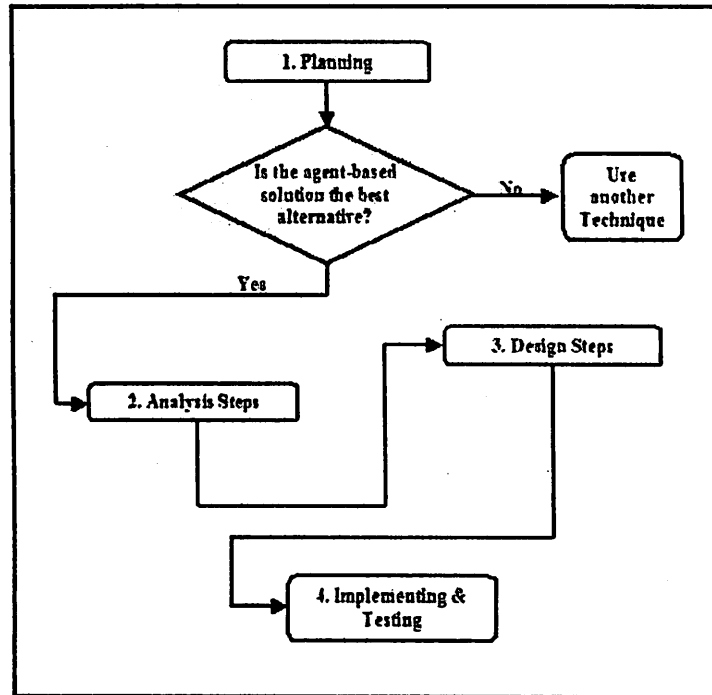 1. Planning
Is the agent-based
solution the best
alternative?
No
Use
another
Technique
Yes
3. Design Steps
2. Analysis Steps
4. Implementing &
Testing